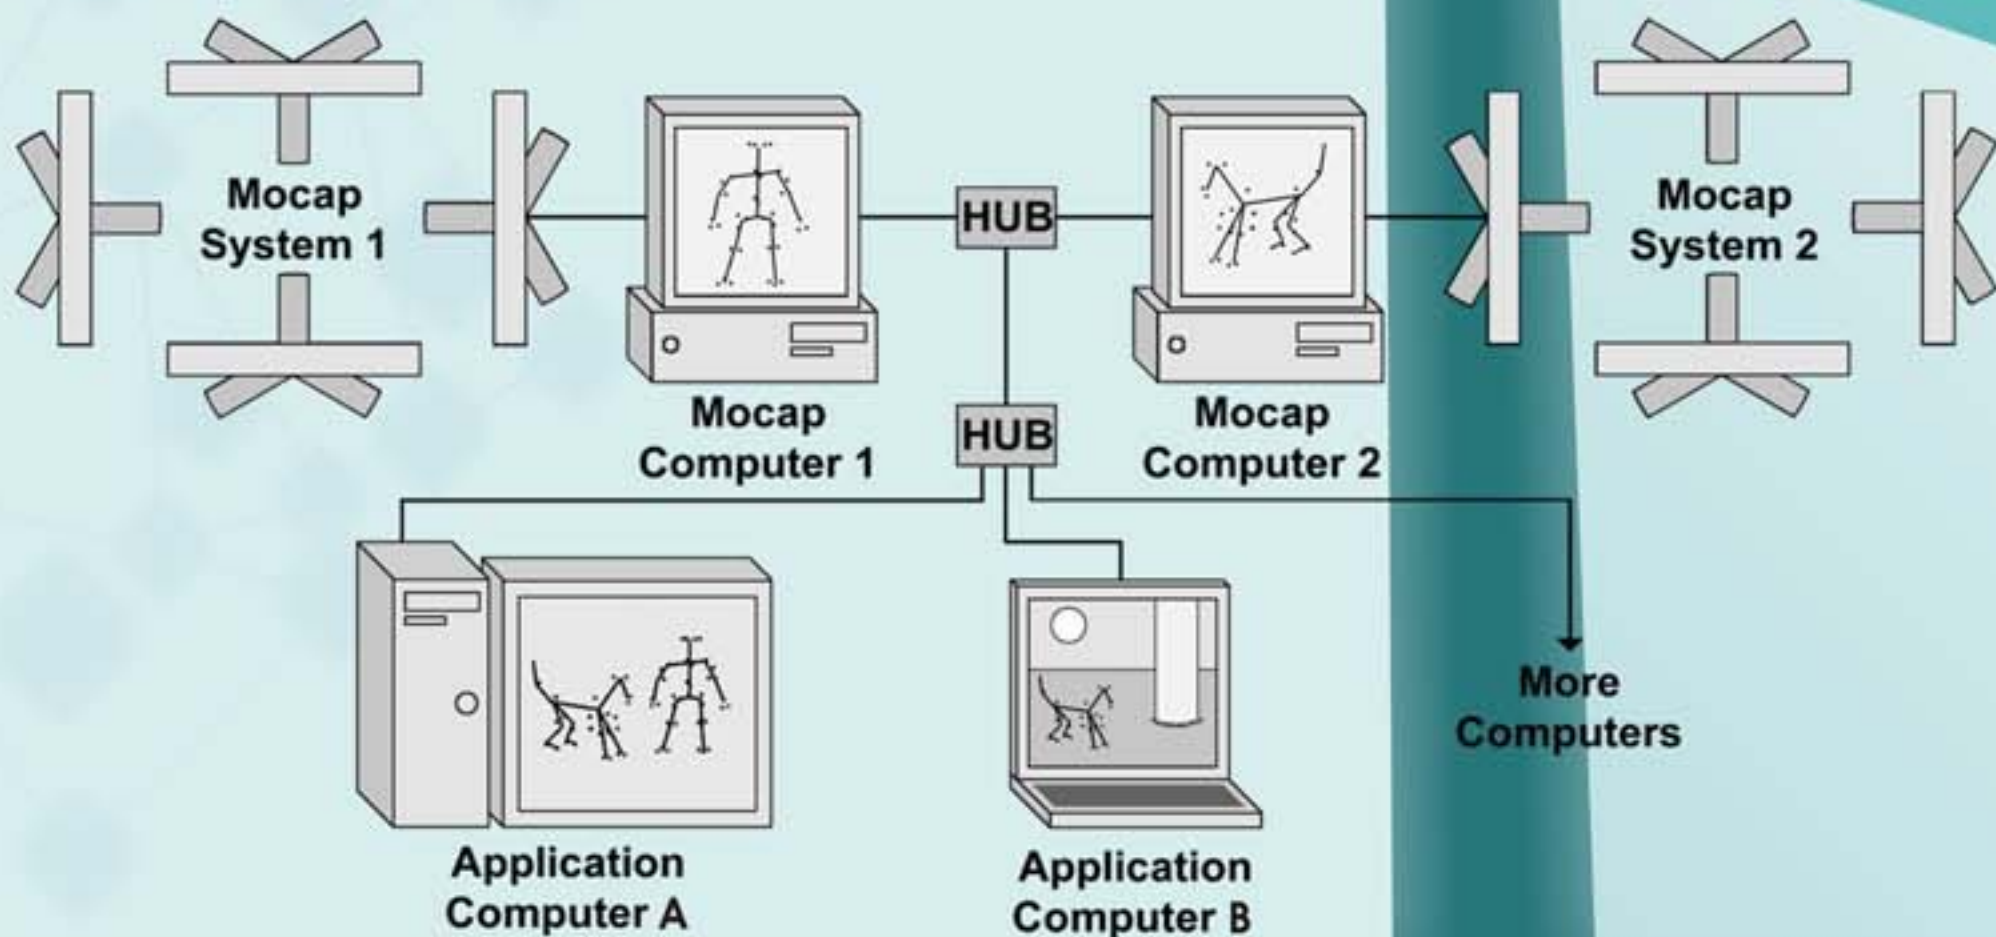 Mocap
System 1
HUB
Mocap
System 2
Mocap
Computer 1
HUB
Mocap
Computer 2
More
Computers
Application
Computer A
Application
Computer B